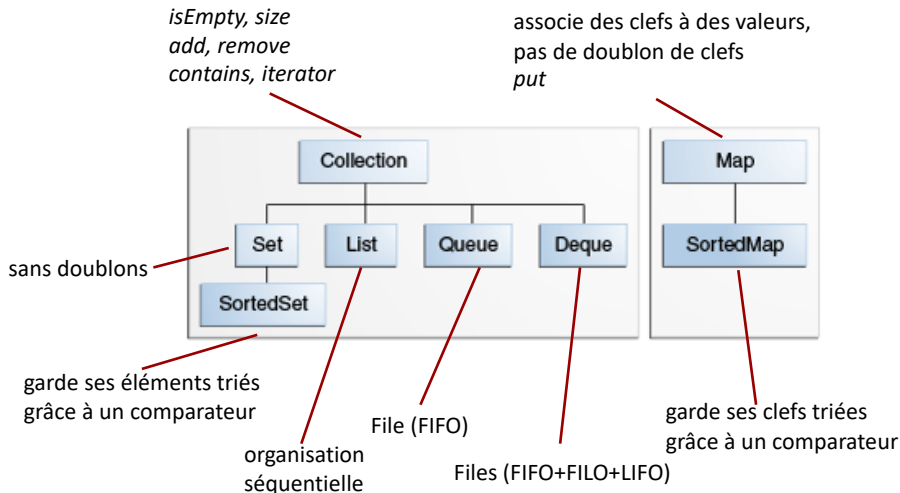 isEmpty, size
add, remove
contains, iterator
associe des clefs à des valeurs,
pas de doublon de clefs
put
Collection
Map
Set
List
Queue
Deque
SortedMap
sans doublons
SortedSet
garde ses éléments triés
grâce à un comparateur
File (FIFO)
garde ses clefs triées
grâce à un comparateur
organisation
séquentielle
Files (FIFO+FILO+LIFO)